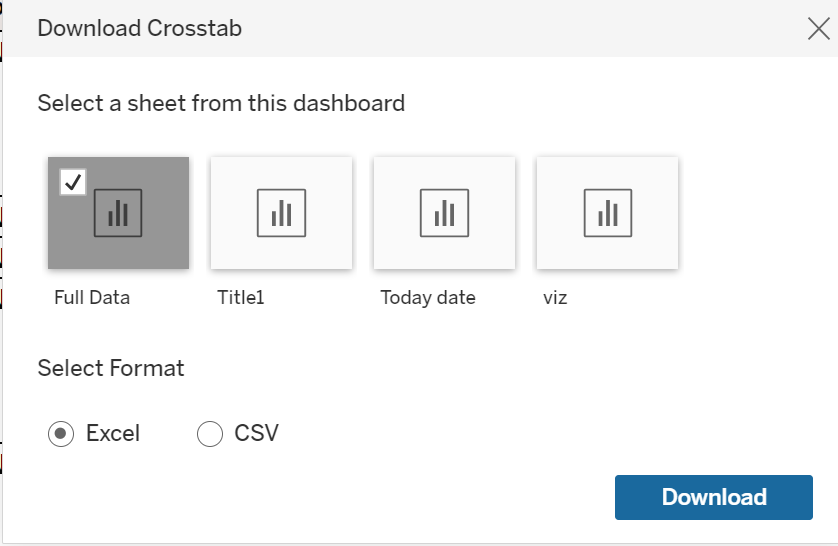 Download Crosstab
Select a sheet from this dashboard
Full Data
Title1
Today date
viz
Select Format
Excel
CSV
Download